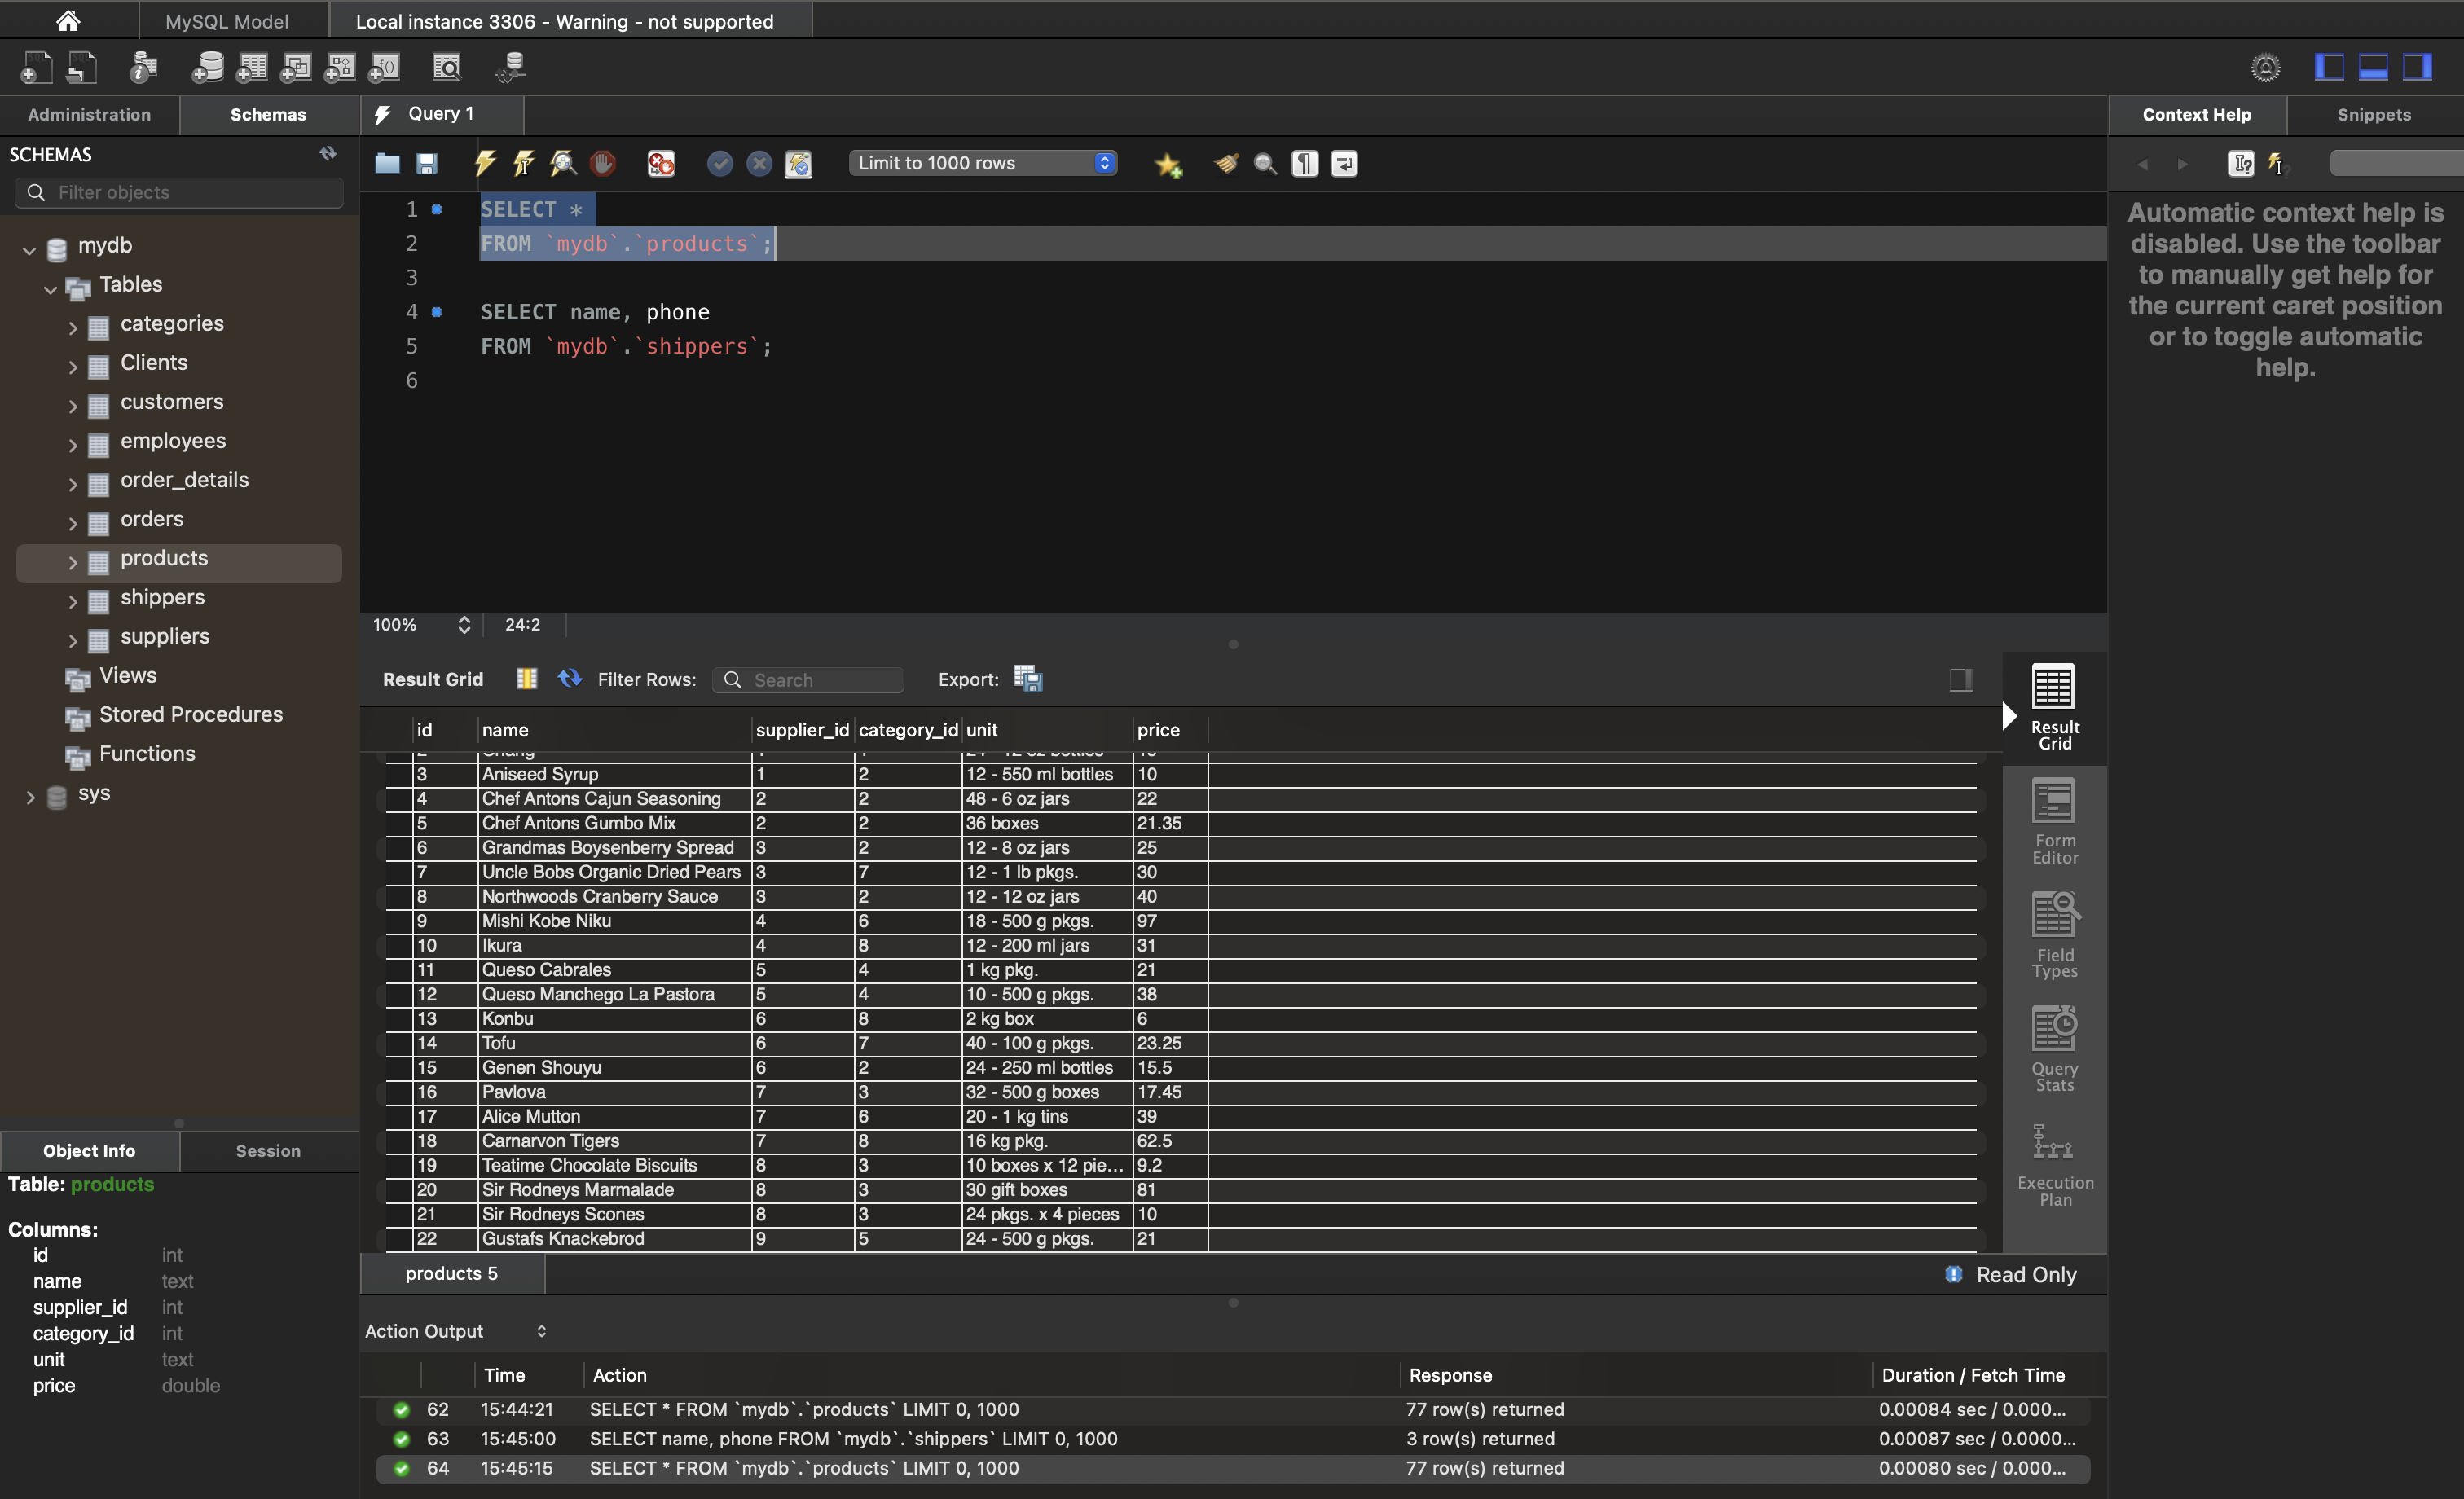 MySQL Model
Local instance 3306 - Warning - not supported
Administration
Schemas
Query 1
Context Help
Snippets
SCHEMAS
Filter objects
Limit to 1000 rows
mydb
Tables
categories
Clients
customers
employees
order_details
orders
products
shippers
suppliers
Views
Stored Procedures
Functions
sys
1 SELECT *
2 FROM `mydb`.`products`;
3
4 SELECT name, phone
5 FROM `mydb`.`shippers`;
6
Automatic context help is
disabled. Use the toolbar
to manually get help for
the current caret position
or to toggle automatic
help.
100% 24:2
Result Grid Filter Rows: Search Export:
id name supplier_id category_id unit price
3 Aniseed Syrup 1 2 12 - 550 ml bottles 10
4 Chef Antons Cajun Seasoning 2 2 48 - 6 oz jars 22
5 Chef Antons Gumbo Mix 2 2 36 boxes 21.35
6 Grandmas Boysenberry Spread 3 2 12 - 8 oz jars 25
7 Uncle Bobs Organic Dried Pears 3 7 12 - 1 lb pkgs. 30
8 Northwoods Cranberry Sauce 3 2 12 - 12 oz jars 40
9 Mishi Kobe Niku 4 6 18 - 500 g pkgs. 97
10 Ikura 4 8 12 - 200 ml jars 31
11 Queso Cabrales 5 4 1 kg pkg. 21
12 Queso Manchego La Pastora 5 4 10 - 500 g pkgs. 38
13 Konbu 6 8 2 kg box 6
14 Tofu 6 7 40 - 100 g pkgs. 23.25
15 Genen Shouyu 6 2 24 - 250 ml bottles 15.5
16 Pavlova 7 3 32 - 500 g boxes 17.45
17 Alice Mutton 7 6 20 - 1 kg tins 39
18 Carnarvon Tigers 7 8 16 kg pkg. 62.5
19 Teatime Chocolate Biscuits 8 3 10 boxes x 12 pie... 9.2
20 Sir Rodneys Marmalade 8 3 30 gift boxes 81
21 Sir Rodneys Scones 8 3 24 pkgs. x 4 pieces 10
22 Gustafs Knackebrod 9 5 24 - 500 g pkgs. 21
Result
Grid
Form
Editor
Field
Types
Query
Stats
Execution
Plan
products 5
Read Only
Object Info
Session
Table: products
Columns:
id int
name text
supplier_id int
category_id int
unit text
price double
Action Output
Time Action Response Duration / Fetch Time
62 15:44:21 SELECT * FROM `mydb`.`products` LIMIT 0, 1000 77 row(s) returned 0.00084 sec / 0.000...
63 15:45:00 SELECT name, phone FROM `mydb`.`shippers` LIMIT 0, 1000 3 row(s) returned 0.00087 sec / 0.0000...
64 15:45:15 SELECT * FROM `mydb`.`products` LIMIT 0, 1000 77 row(s) returned 0.00080 sec / 0.000...